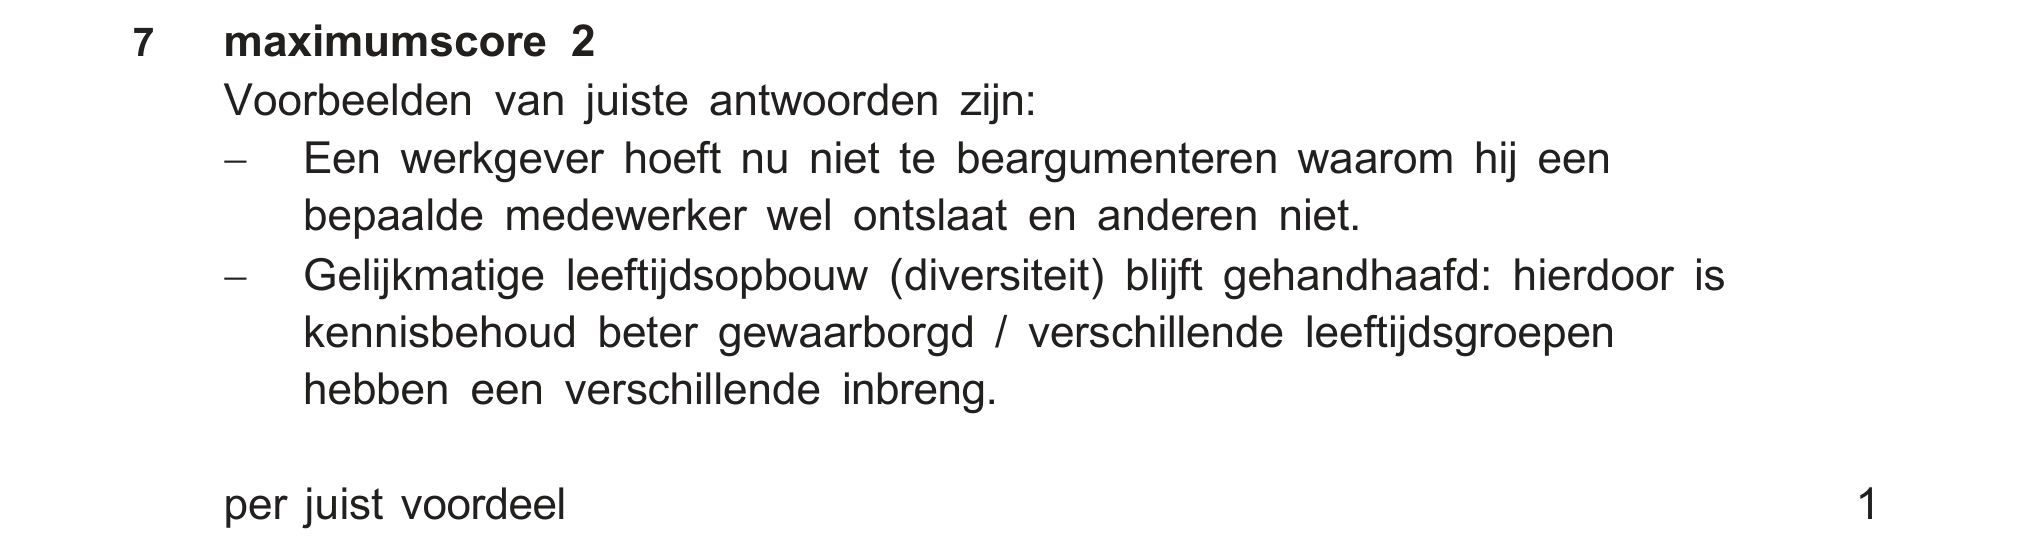 7 maximumscore 2
Voorbeelden van juiste antwoorden zijn:
− Een werkgever hoeft nu niet te beargumenteren waarom hij een
bepaalde medewerker wel ontslaat en anderen niet.
− Gelijkmatige leeftijdsopbouw (diversiteit) blijft gehandhaafd: hierdoor is
kennisbehoud beter gewaarborgd / verschillende leeftijdsgroepen
hebben een verschillende inbreng.
per juist voordeel 1